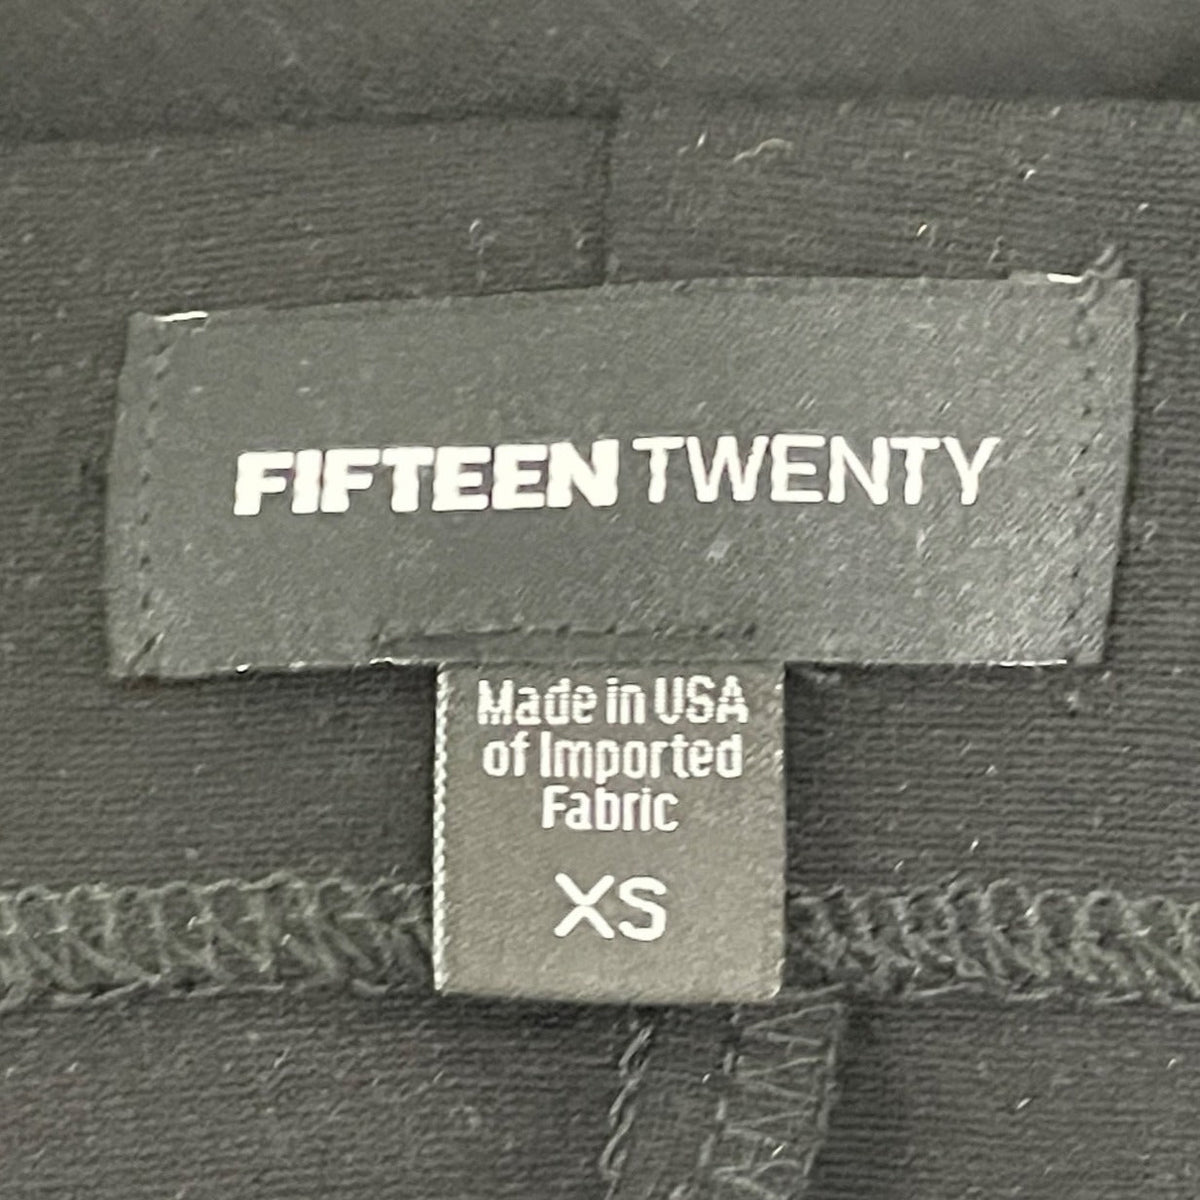 FIFTEEN TWENTY
Made in USA
of Imported
Fabric
XS